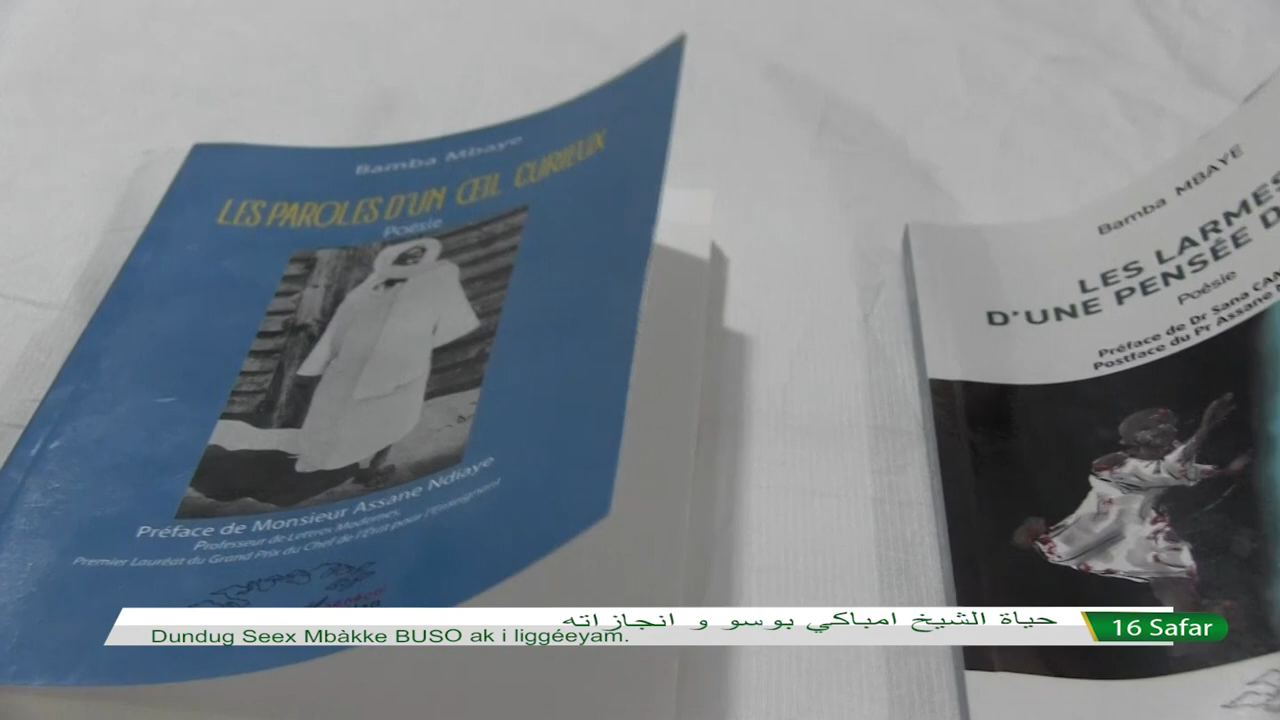 Bamba Mbaye
LES PAROLES D'UN ŒIL CURIEUX
Poésie
Préface de Monsieur Assane Ndiaye
Professeur de Lettres Modernes,
Premier Lauréat du Grand Prix du Chef de l'État pour l'Enseignant
Bamba MBAYE
LES LARMES
D'UNE PENSÉE
Poésie
Préface de Dr Sana
Postface du Pr Assane
حياة الشيخ امباكي بوسو و انجازاته
Dundug Seex Mbàkke BUSO ak i liggéeyam.
16 Safar